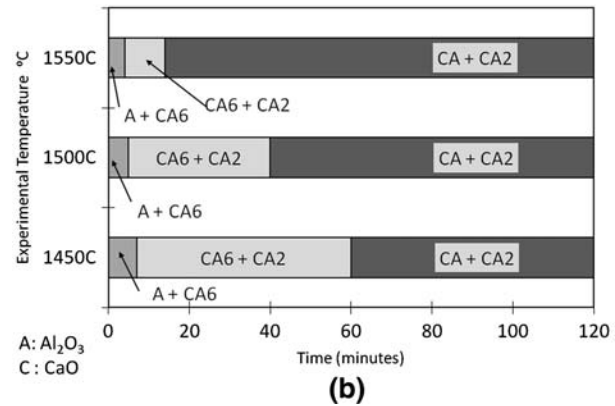 Experimental Temperature °C
1550C
CA + CA2
A + CA6
CA6 + CA2
1500C
CA6 + CA2
CA + CA2
A + CA6
1450C
CA6 + CA2
CA + CA2
A + CA6
0 20 40 60 80 100 120
A: Al₂O₃
C : CaO
Time (minutes)
(b)